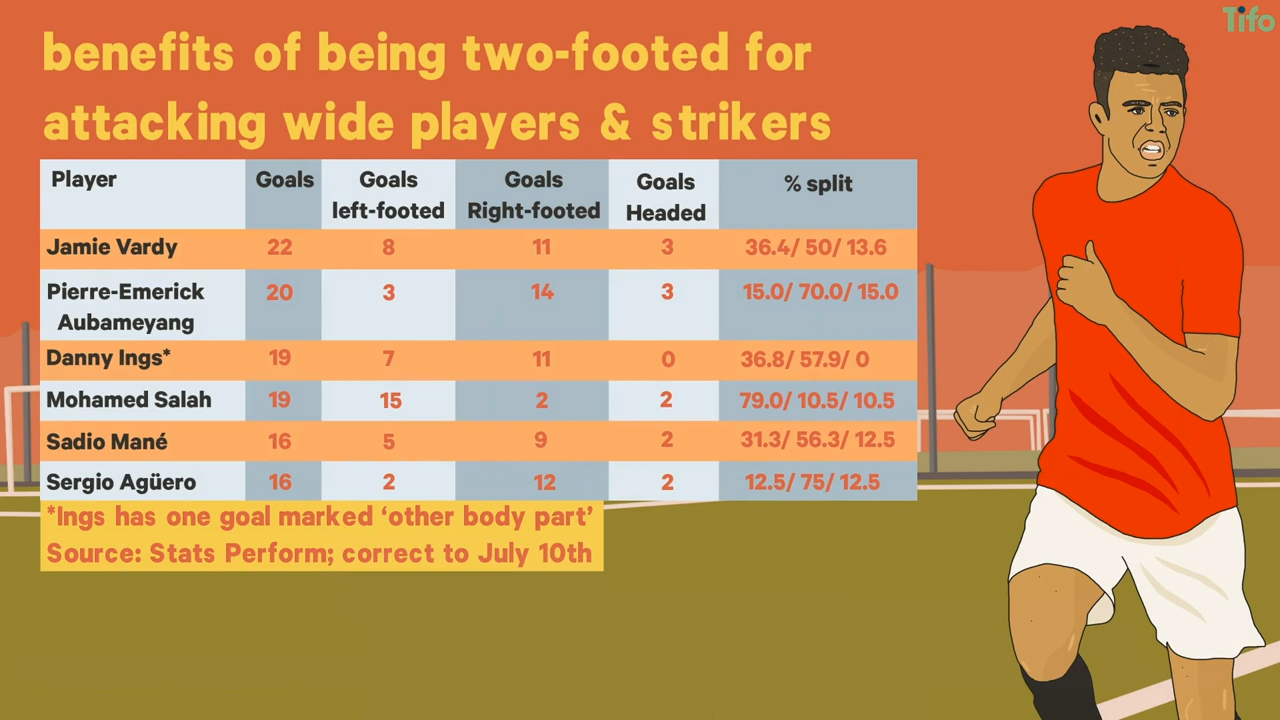 Tifo
benefits of being two-footed for
attacking wide players & strikers
Player Goals Goals left-footed Goals Right-footed Goals Headed % split
Jamie Vardy 22 8 11 3 36.4/ 50/ 13.6
Pierre-Emerick Aubameyang 20 3 14 3 15.0/ 70.0/ 15.0
Danny Ings* 19 7 11 0 36.8/ 57.9/ 0
Mohamed Salah 19 15 2 2 79.0/ 10.5/ 10.5
Sadio Mané 16 5 9 2 31.3/ 56.3/ 12.5
Sergio Agüero 16 2 12 2 12.5/ 75/ 12.5
*Ings has one goal marked ‘other body part’
Source: Stats Perform; correct to July 10th